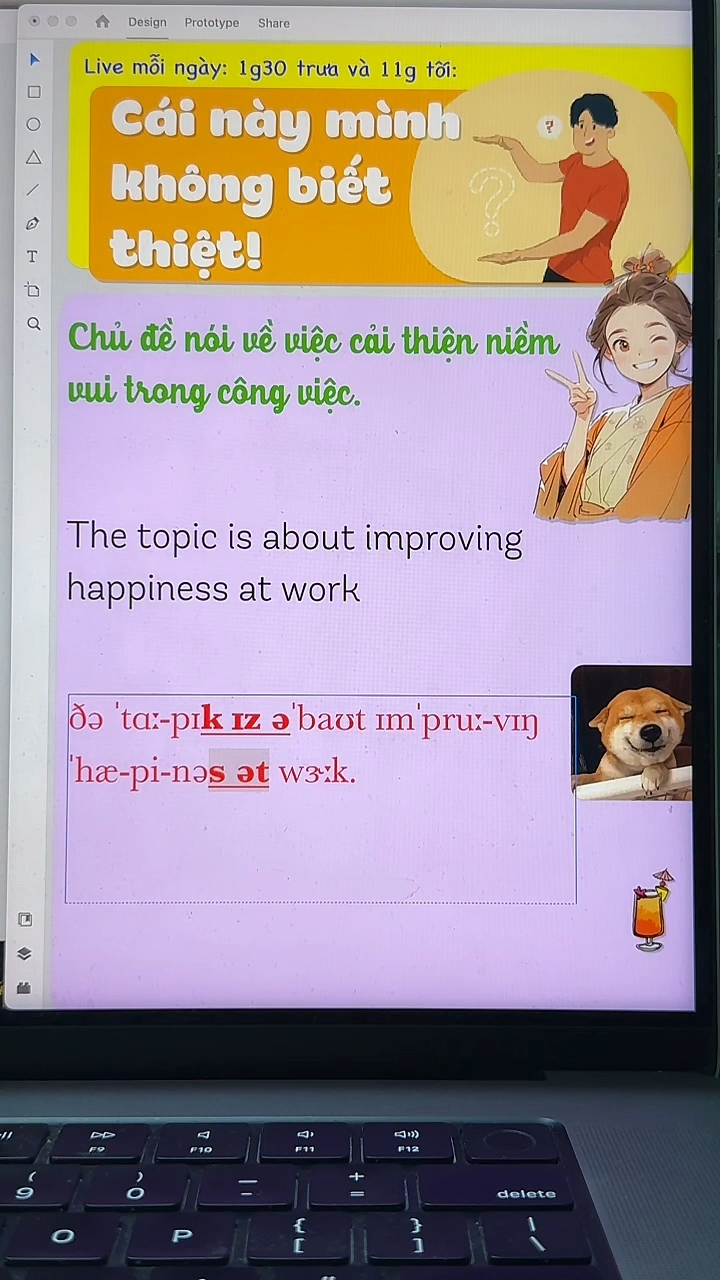 Design Prototype Share
Live mỗi ngày: 1g30 trưa và 11g tối:
Cái này mình
không biết
thiệt!
?
Chủ đề nói về việc cải thiện niềm
vui trong công việc.
The topic is about improving
happiness at work
ðə ˈtɑː-pɪk ɪz əˈbaʊt ɪmˈpruː-vɪŋ
ˈhæ-pi-nəs ət wɝːk.
F9 F10 F11 F12
( ) — +
9 0 - = delete
O P { } |
[ ] \